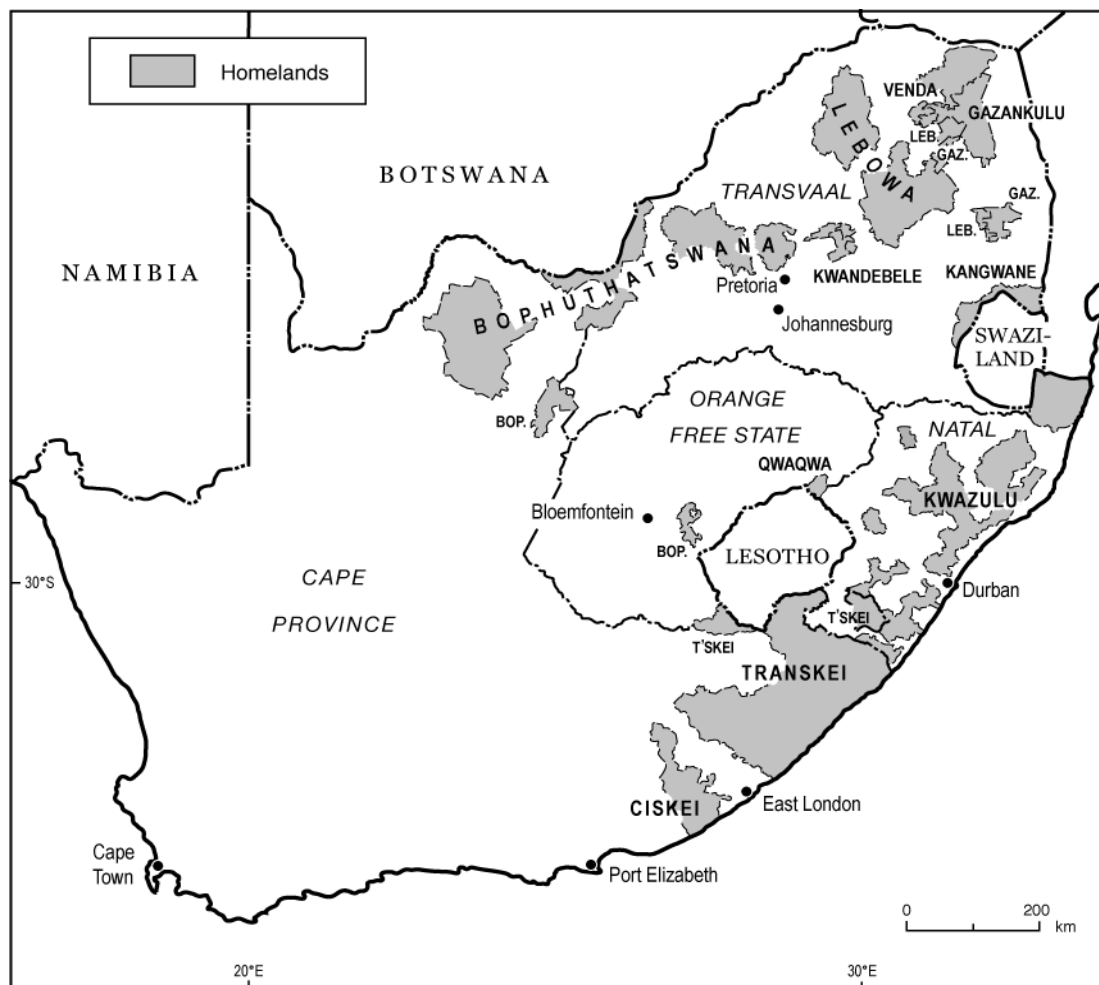 Homelands
VENDA
GAZANKULU
LEBOWA
LEB.
GAZ.
BOTSWANA
TRANSVAAL
GAZ.
LEB.
NAMIBIA
BOPHUTHATSWANA
KWANDEBELE
KANGWANE
Pretoria
Johannesburg
SWAZI-
LAND
ORANGE
FREE STATE
BOP.
NATAL
QWAQWA
KWAZULU
Bloemfontein
BOP.
LESOTHO
30°S
CAPE
PROVINCE
Durban
T'SKEI
T'SKEI
TRANSKEI
CISKEI
East London
Cape
Town
Port Elizabeth
0 200
km
20°E 30°E